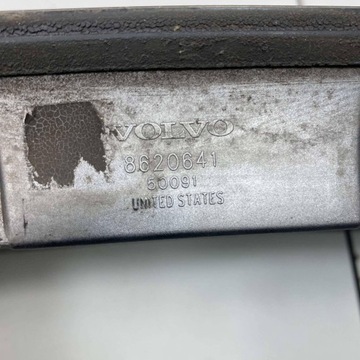 VOLVO
8620641
50091
UNITED STATES